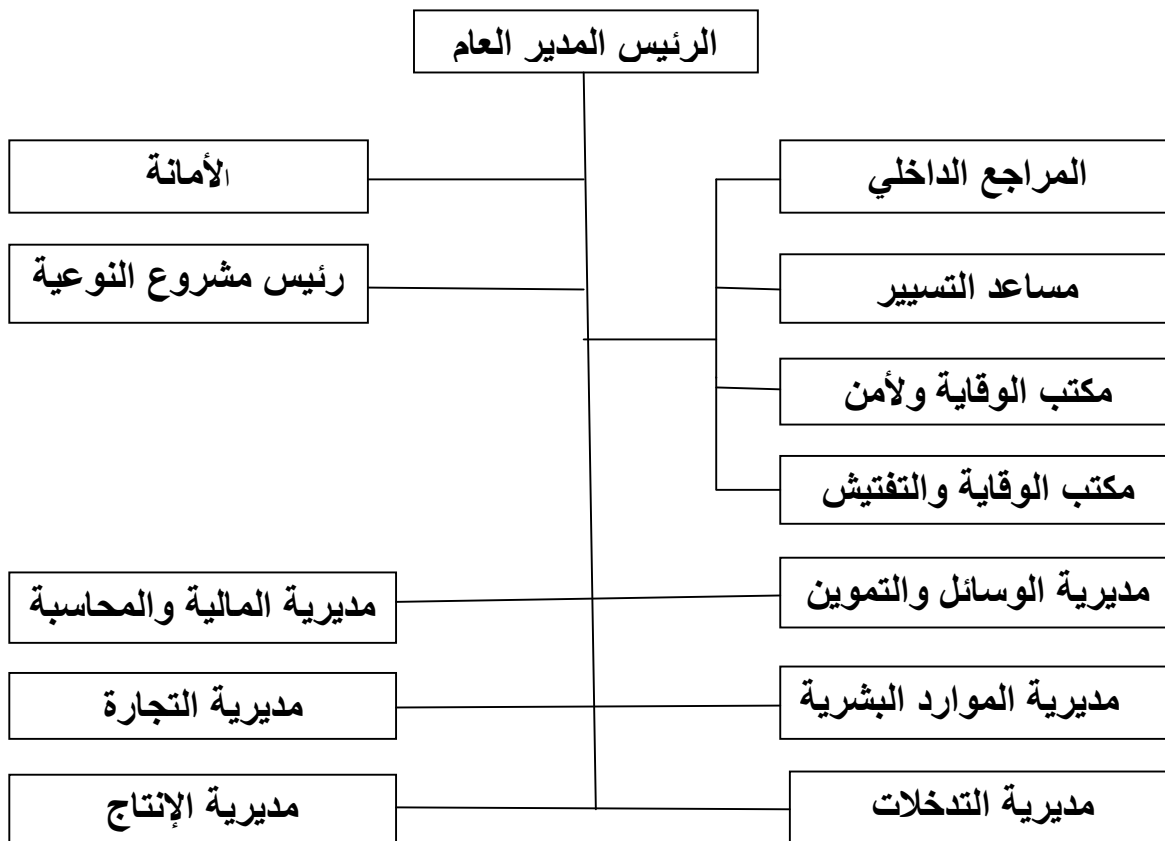 الرئيس المدير العام
المراجع الداخلي
الأمانة
مساعد التسيير
رئيس مشروع النوعية
مكتب الوقاية ولأمن
مكتب الوقاية والتفتيش
مديرية الوسائل والتموين
مديرية المالية والمحاسبة
مديرية الموارد البشرية
مديرية التجارة
مديرية التدخلات
مديرية الإنتاج